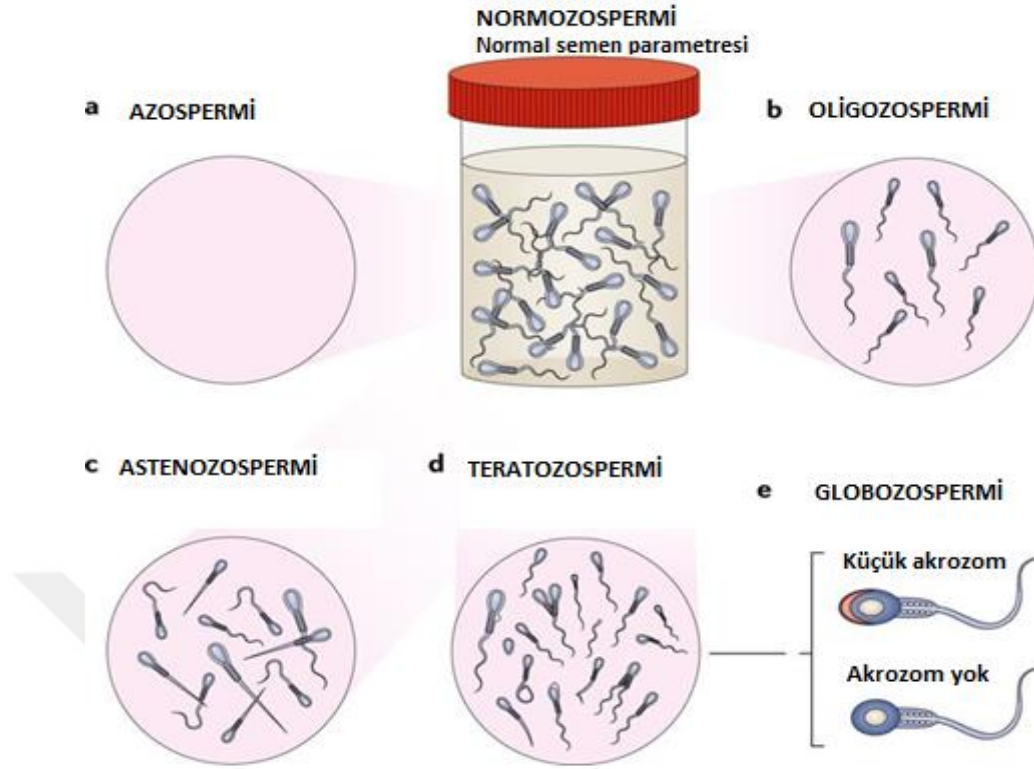 NORMOZOSPERMİ
Normal semen parametresi
a AZOSPERMİ
b OLİGOZOSPERMİ
c ASTENOZOSPERMİ
d TERATOZOSPERMİ
e GLOBOZOSPERMİ
Küçük akrozom
Akrozom yok